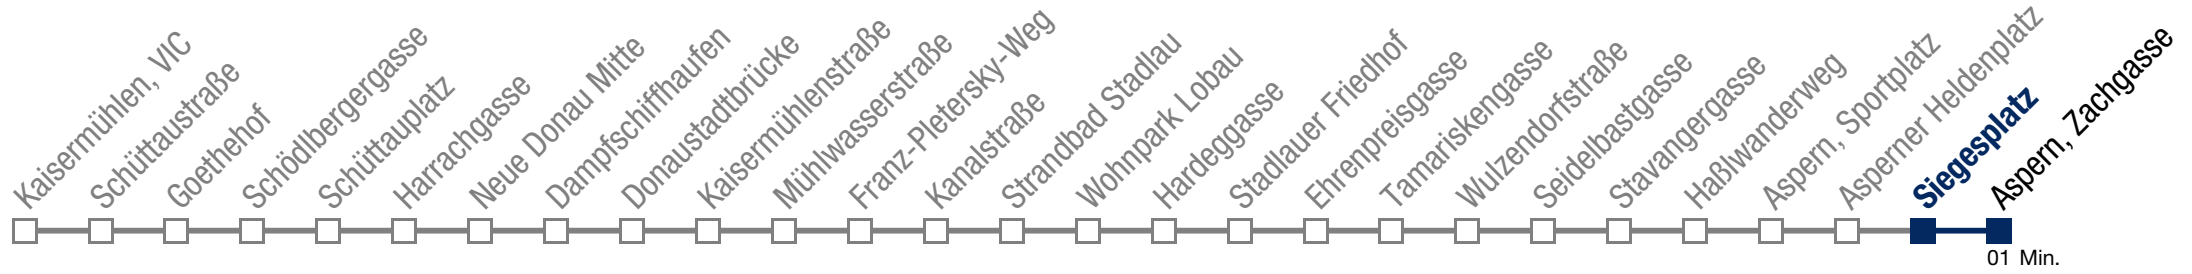 Kaisermühlen, VIC
Schüttaustraße
Goethehof
Schödlbergergasse
Schüttauplatz
Harrachgasse
Neue Donau Mitte
Dampfschiffhaufen
Donaustadtbrücke
Kaisermühlenstraße
Mühlwasserstraße
Franz-Pletersky-Weg
Kanalstraße
Strandbad Stadlau
Wohnpark Lobau
Hardeggasse
Stadlauer Friedhof
Ehrenpreisgasse
Tamariskengasse
Wulzendorfstraße
Seidelbastgasse
Stavangergasse
Haßlwanderweg
Aspern, Sportplatz
Asperner Heldenplatz
Siegesplatz
Aspern, Zachgasse
01 Min.